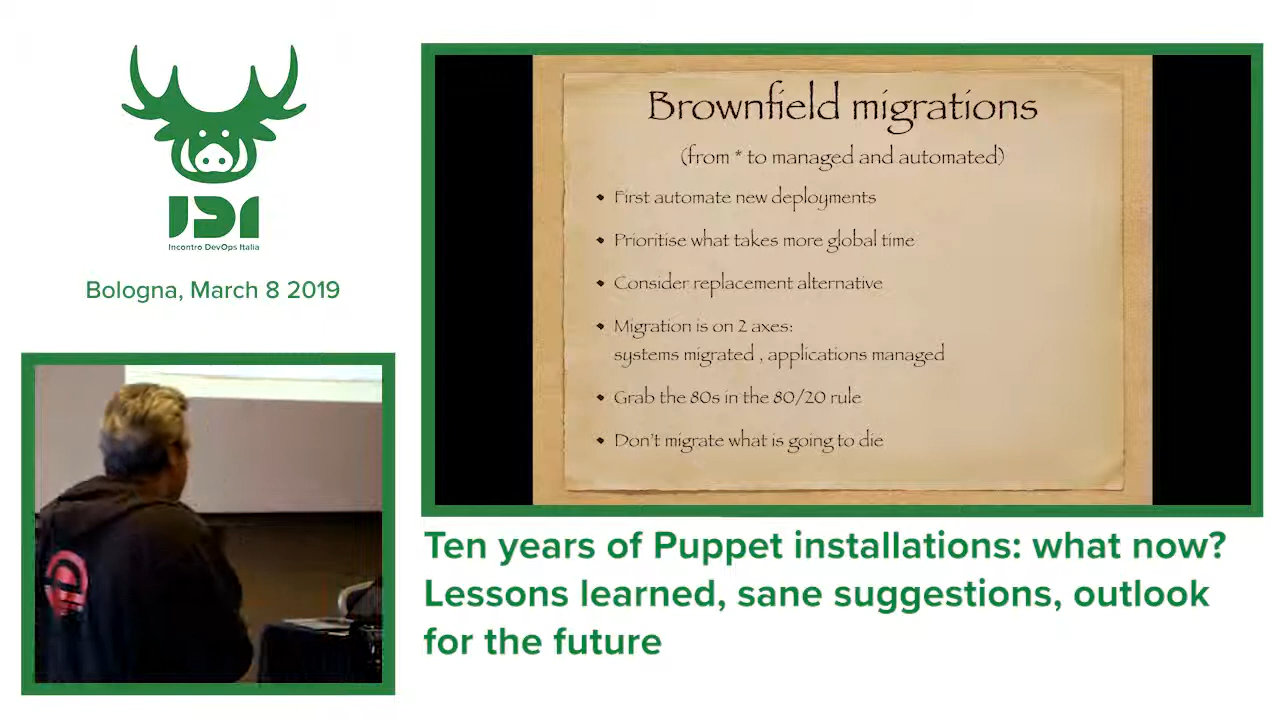 IDI
Incontro DevOps Italia
Bologna, March 8 2019
Brownfield migrations
(from * to managed and automated)
• First automate new deployments
• Prioritise what takes more global time
• Consider replacement alternative
• Migration is on 2 axes:
systems migrated , applications managed
• Grab the 80s in the 80/20 rule
• Don't migrate what is going to die
Ten years of Puppet installations: what now?
Lessons learned, sane suggestions, outlook
for the future